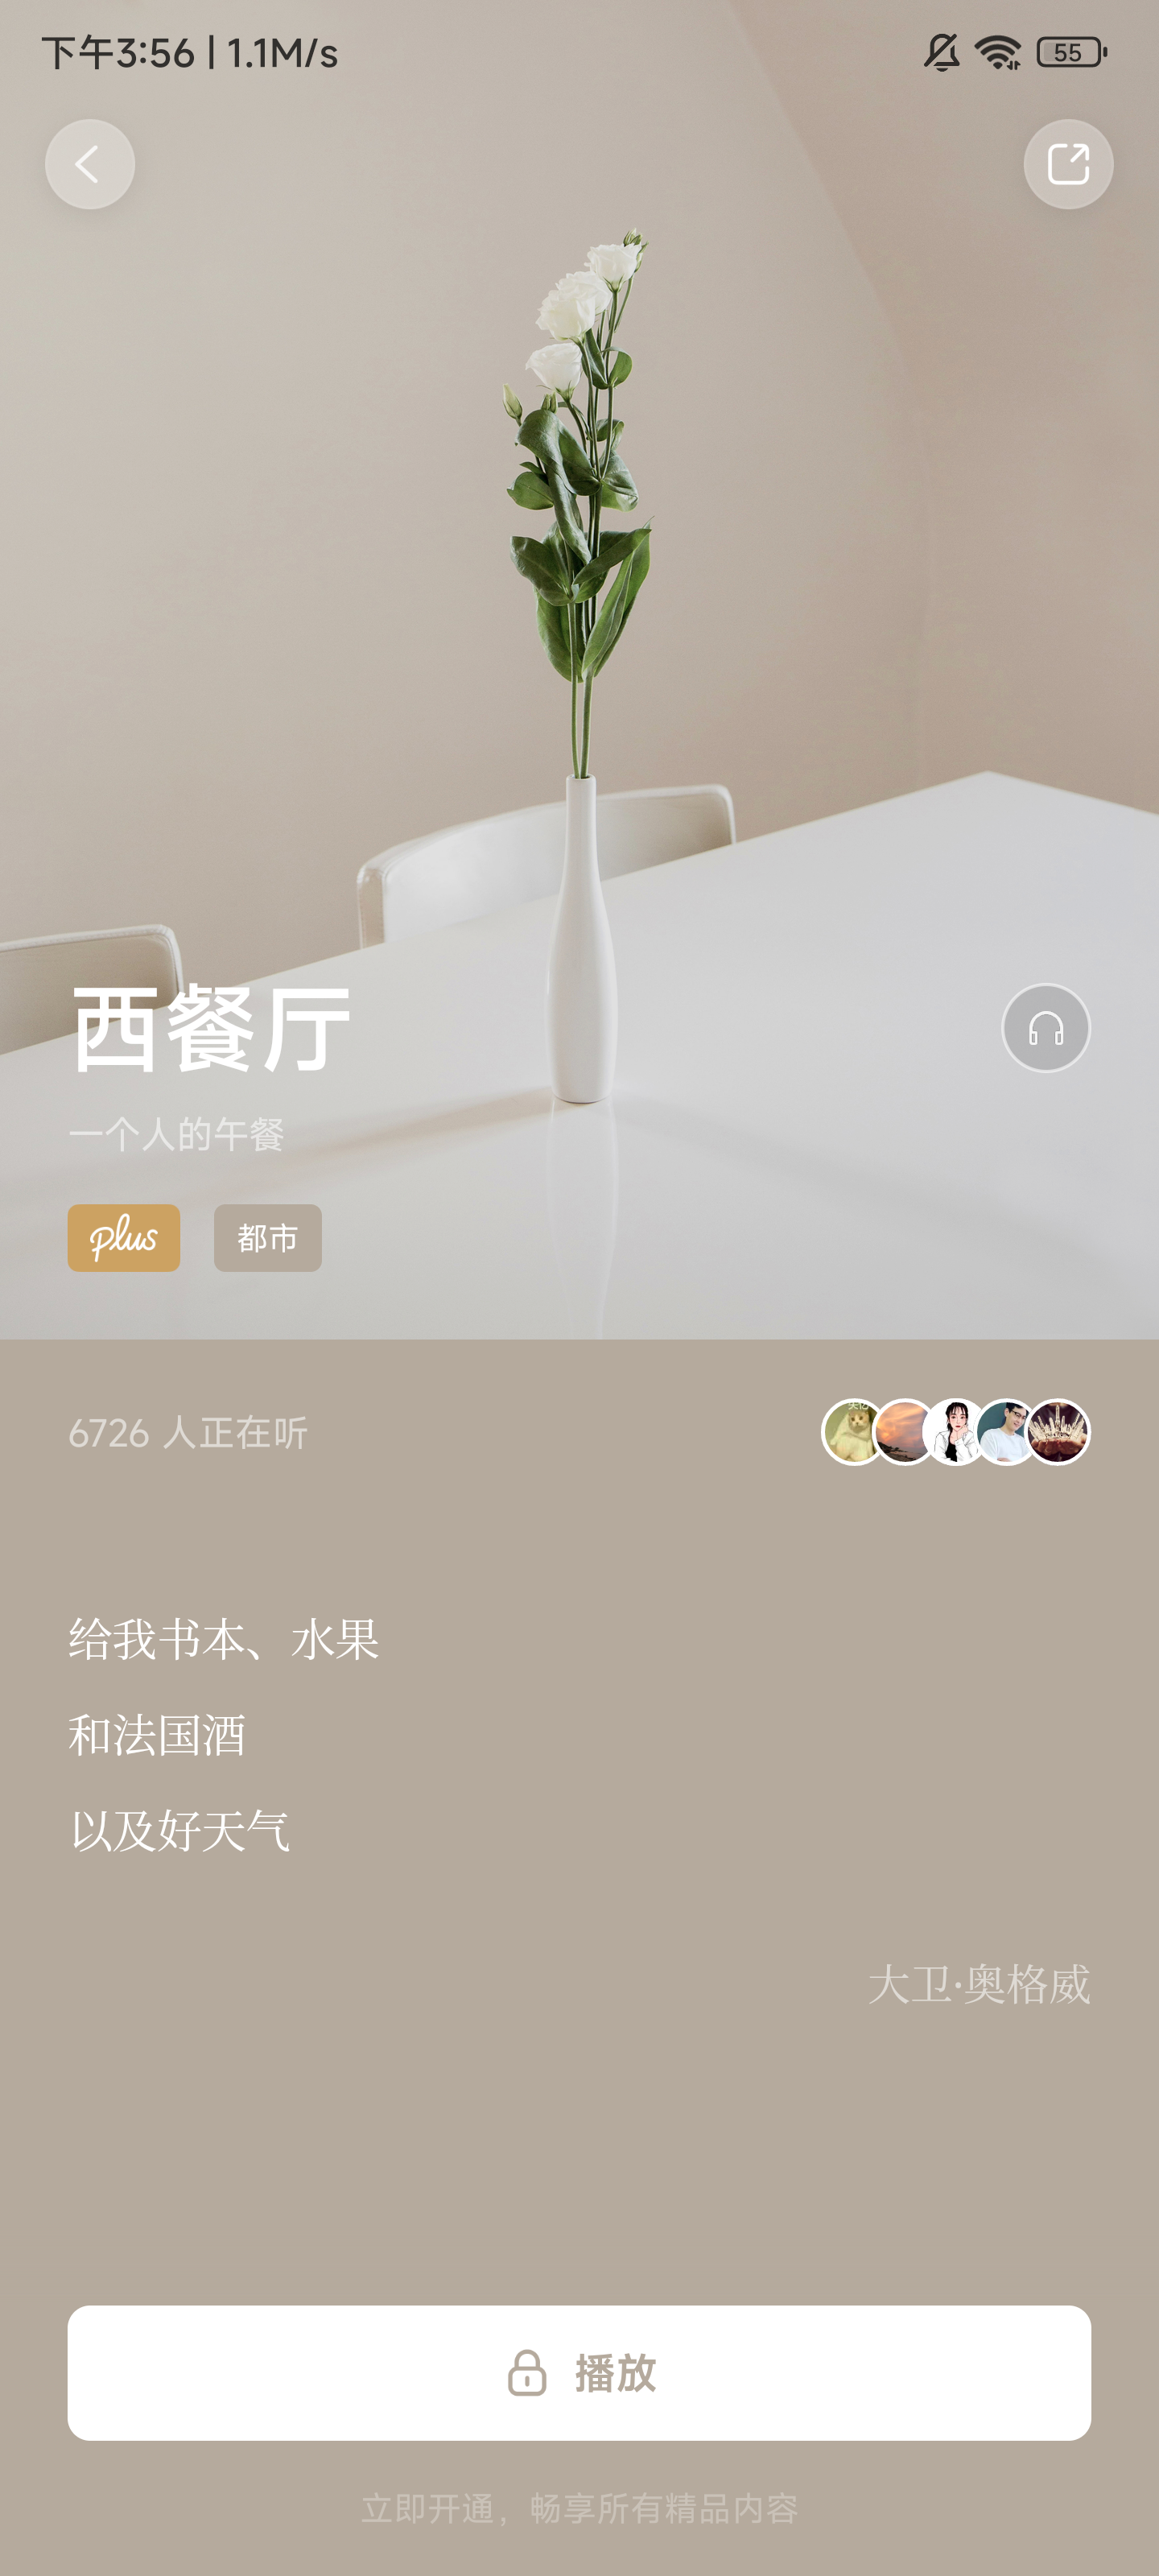 下午3:56 | 1.1M/s
55
西餐厅
一个人的午餐
plus
都市
6726 人正在听
给我书本、水果
和法国酒
以及好天气
大卫·奥格威
播放
立即开通，畅享所有精品内容